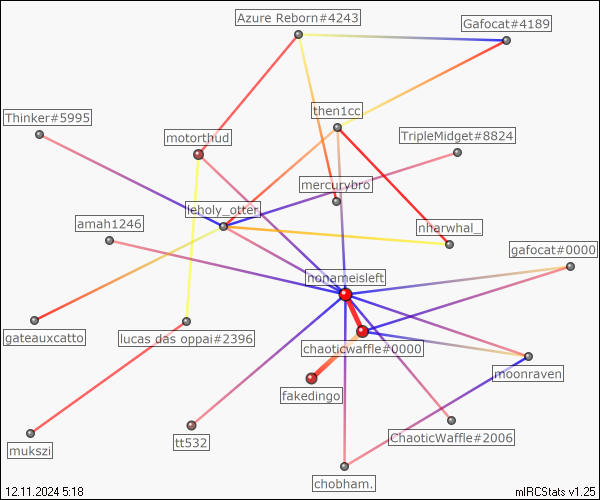 Azure Reborn#4243
Gafocat#4189
Thinker#5995
then1cc
motorthud
TripleMidget#8824
mercurybro
leholy_otter
amah1246
nharwhal_
gafocat#0000
nonameisleft
gateauxcatto
lucas das oppai#2396
chaoticwaffle#0000
moonraven
fakedingo
mukszi
tt532
ChaoticWaffle#2006
chobham.
12.11.2024 5:18
mIRCStats v1.25